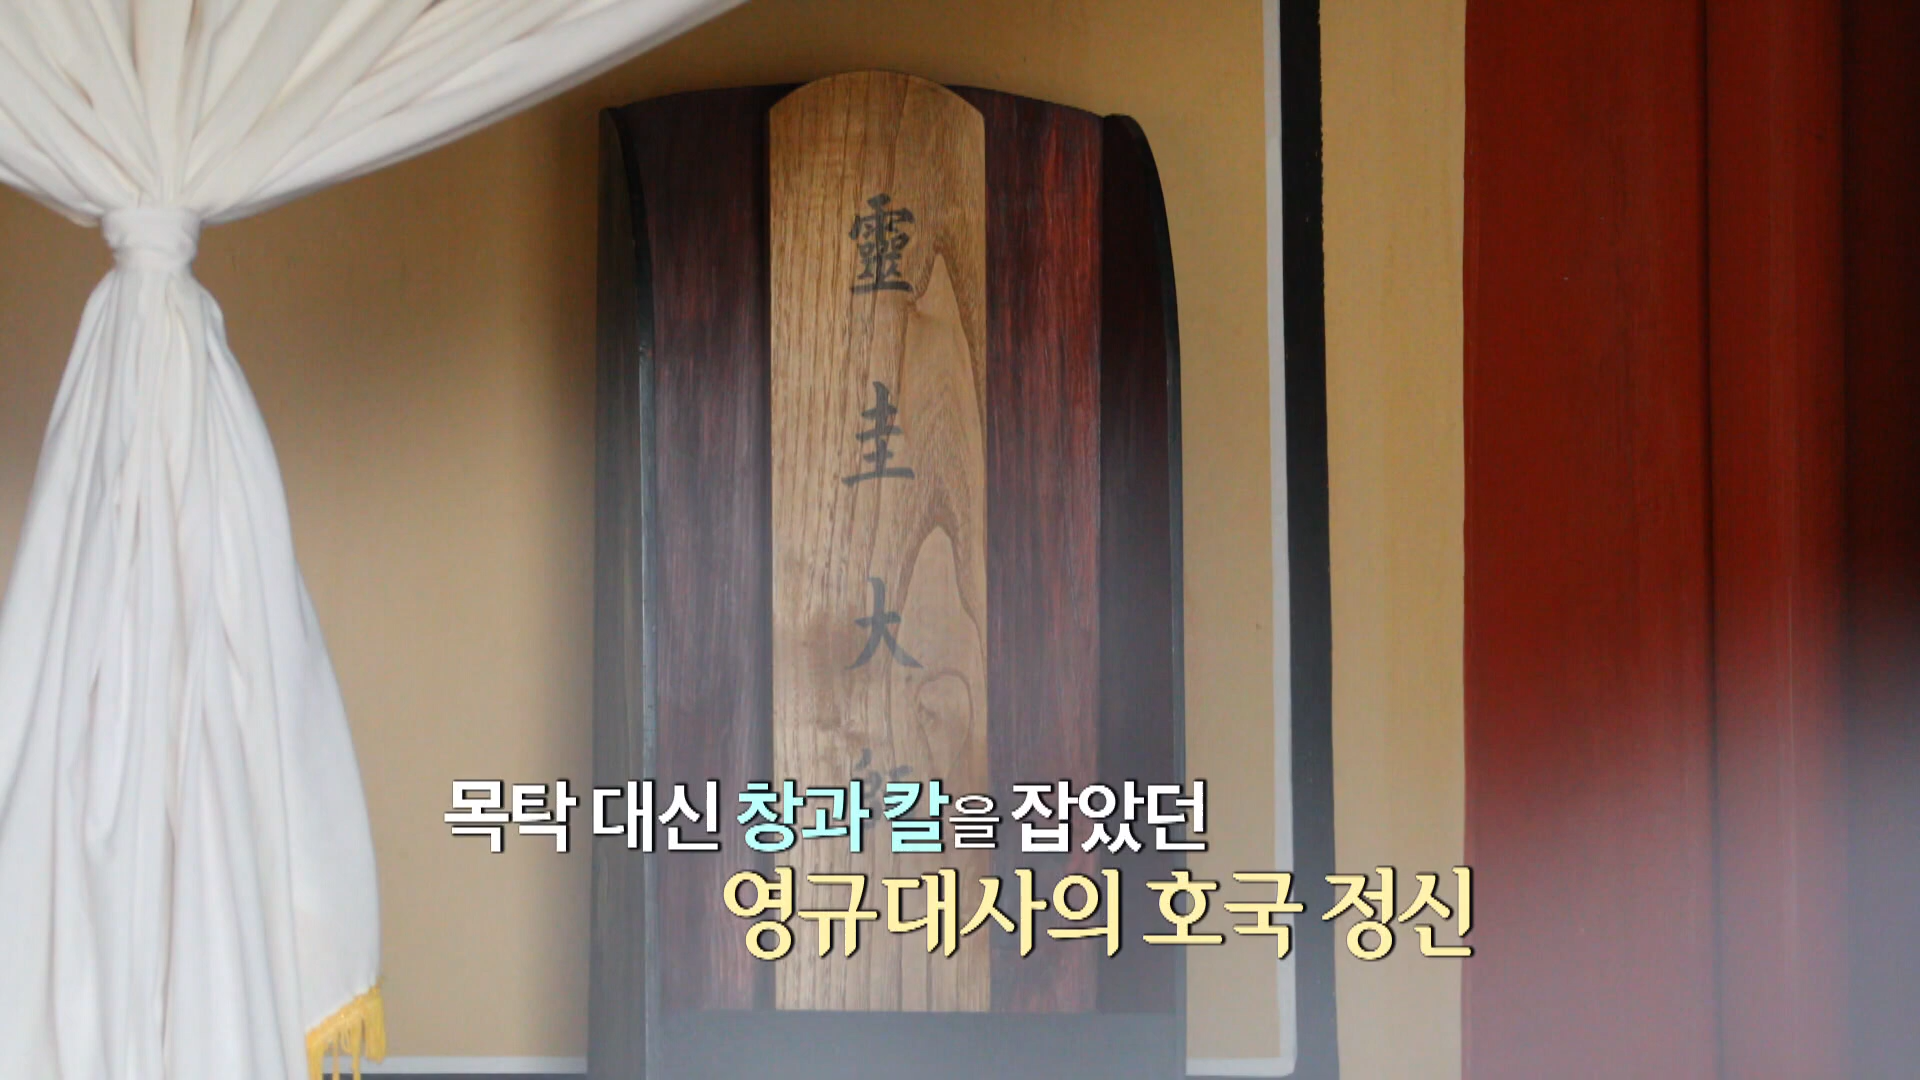 靈圭大師
목탁 대신 창과 칼을 잡았던
영규대사의 호국 정신